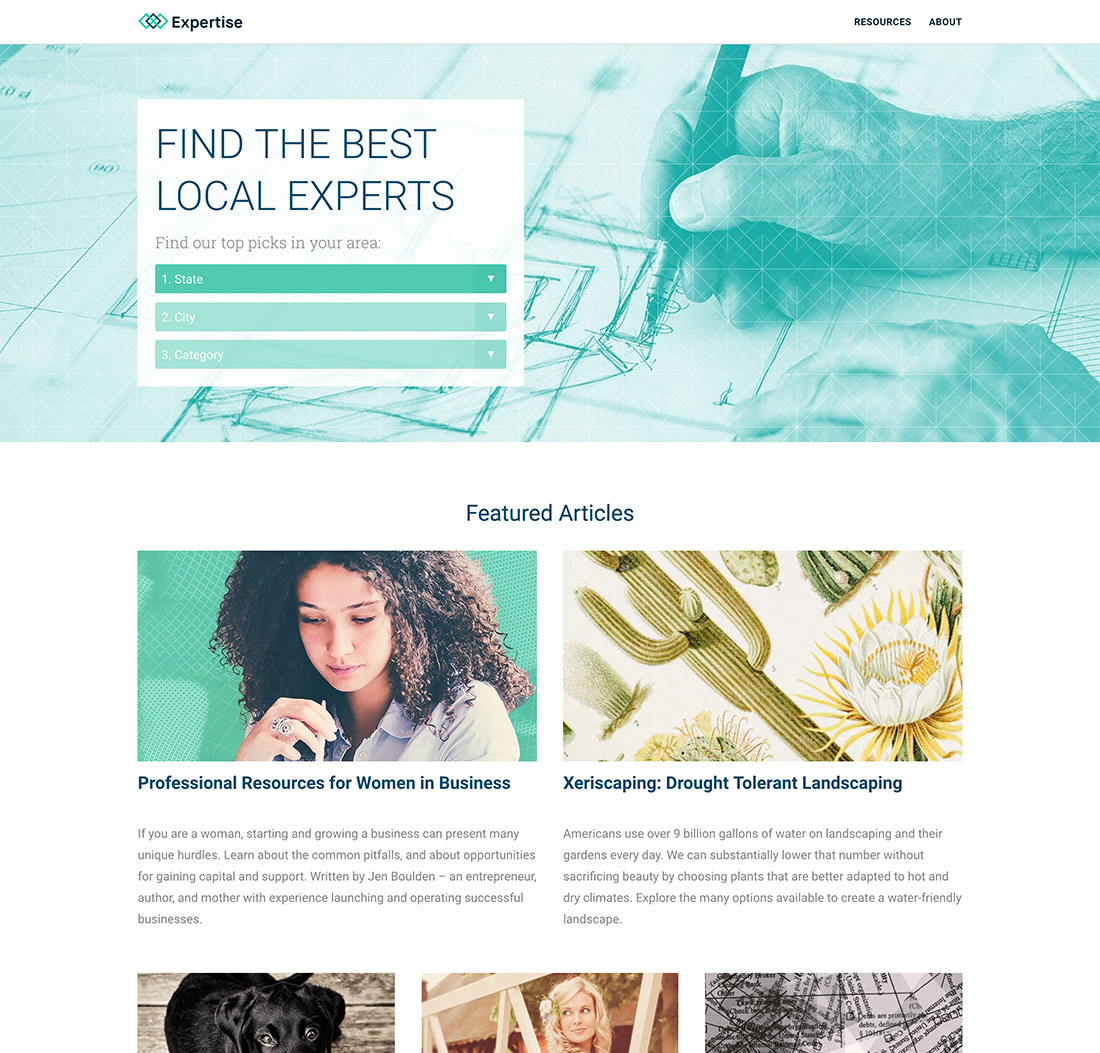 Expertise
RESOURCES
ABOUT
FIND THE BEST
LOCAL EXPERTS
Find our top picks in your area:
1. State
2. City
3. Category
Featured Articles
Professional Resources for Women in Business
If you are a woman, starting and growing a business can present many
unique hurdles. Learn about the common pitfalls, and about opportunities
for gaining capital and support. Written by Jen Boulden – an entrepreneur,
author, and mother with experience launching and operating successful
businesses.
Xeriscaping: Drought Tolerant Landscaping
Americans use over 9 billion gallons of water on landscaping and their
gardens every day. We can substantially lower that number without
sacrificing beauty by choosing plants that are better adapted to hot and
dry climates. Explore the many options available to create a water-friendly
landscape.